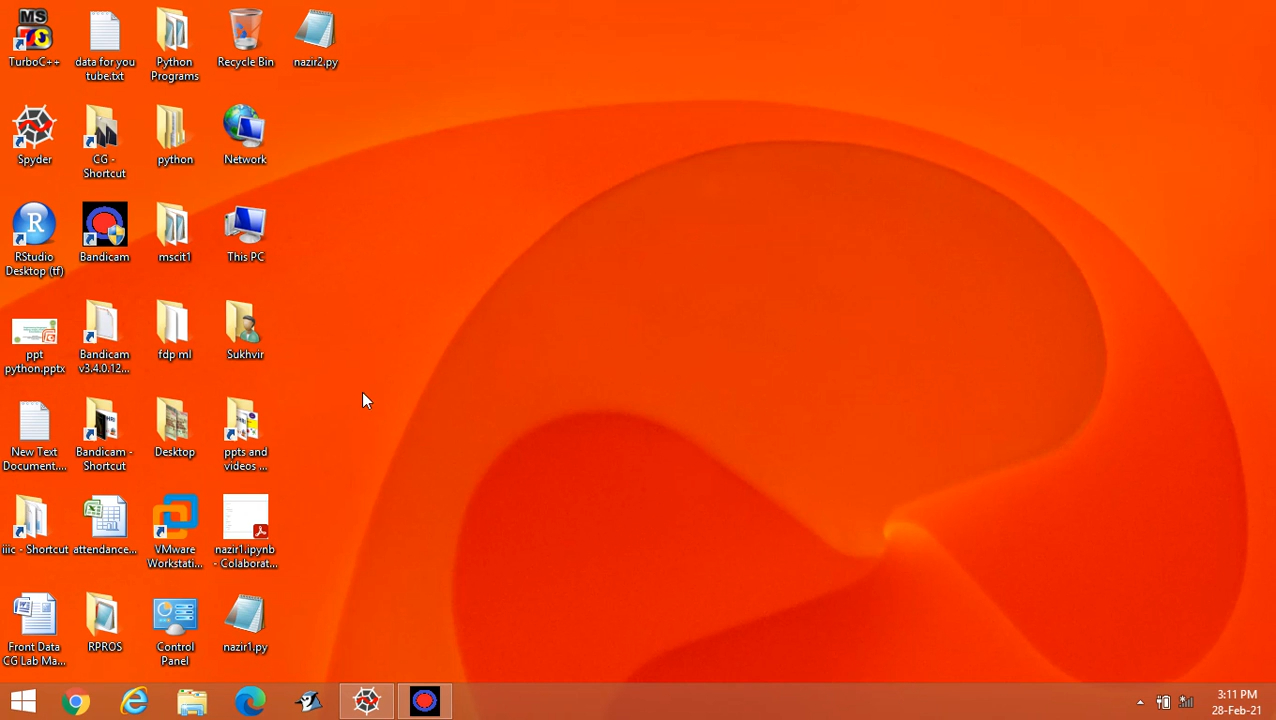 MS
TurboC++
data for you
tube.txt
Python
Programs
Recycle Bin
nazir2.py
Spyder
CG -
Shortcut
python
Network
R
RStudio
Desktop (tf)
Bandicam
mscit1
This PC
ppt
python.pptx
Bandicam
v3.4.0.12...
fdp ml
Sukhvir
New Text
Document....
Bandicam -
Shortcut
Desktop
ppts and
videos ...
iiic - Shortcut
attendance...
VMware
Workstati...
nazir1.ipynb
- Colaborat...
Front Data
CG Lab Ma...
RPROS
Control
Panel
nazir1.py
3:11 PM
28-Feb-21